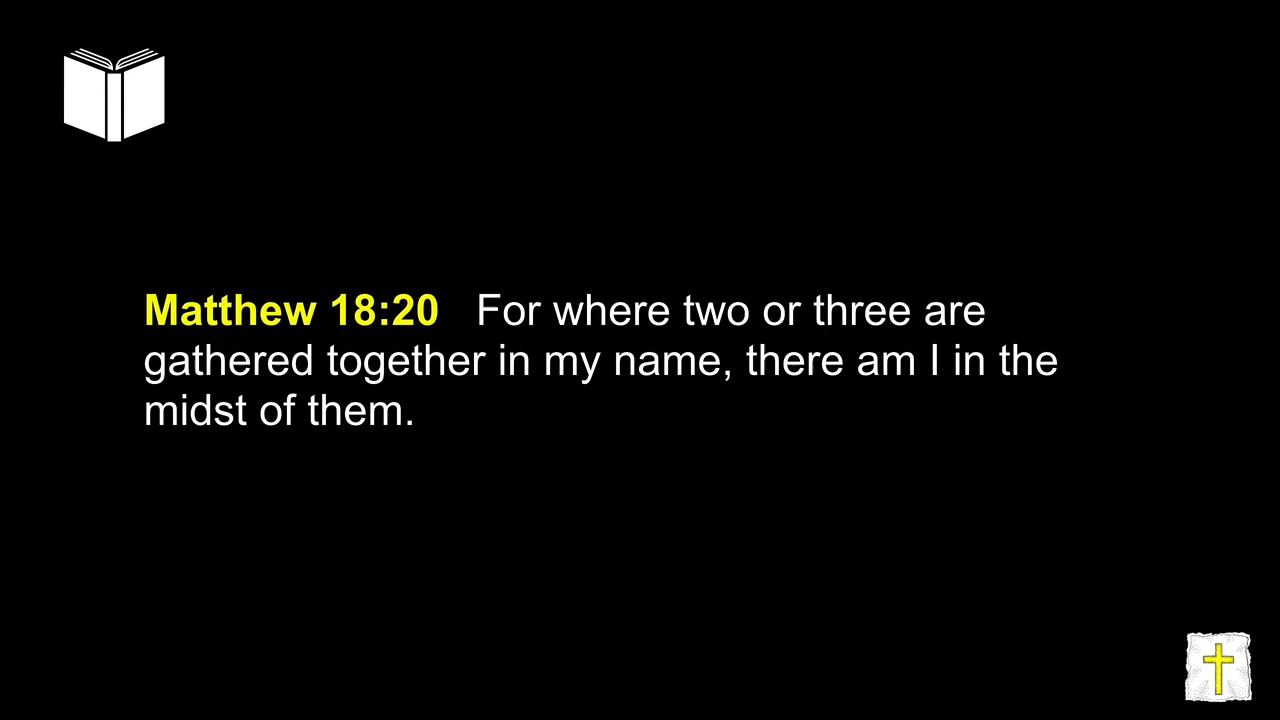 Matthew 18:20 For where two or three are
gathered together in my name, there am I in the
midst of them.